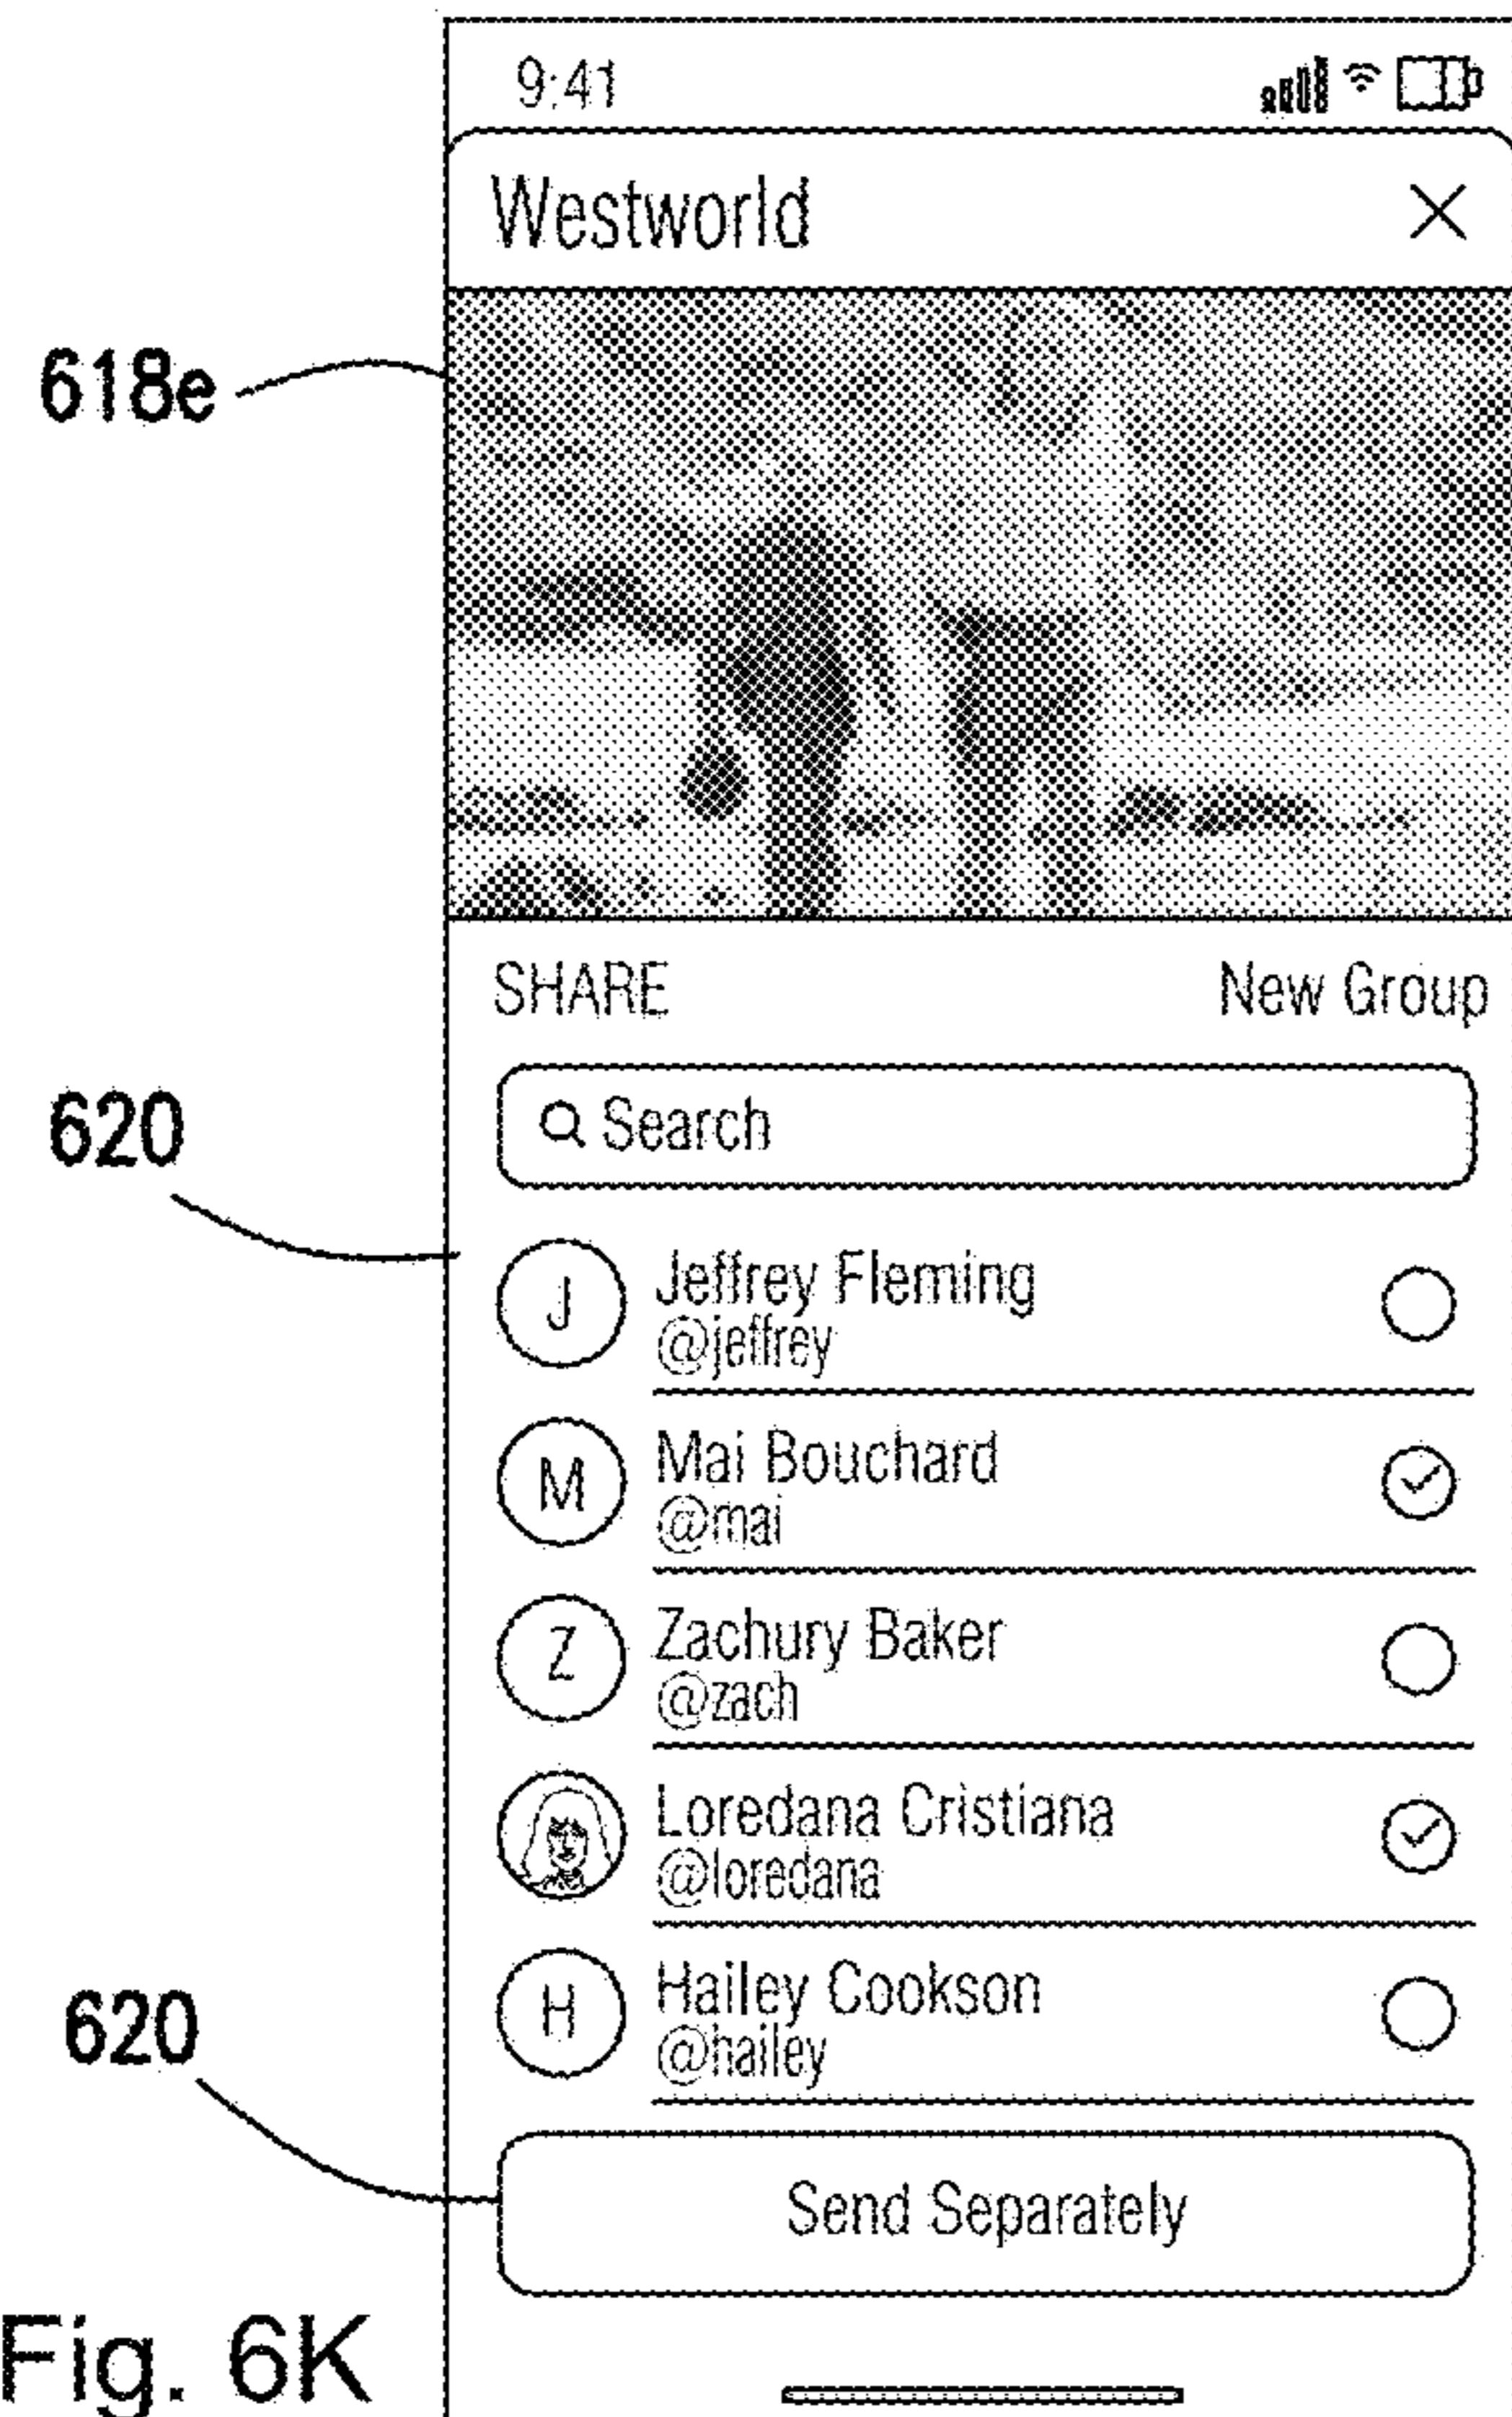 9:41
Westworld
618e
SHARE New Group
620
Search
J Jeffrey Fleming
@jeffrey
M Mai Bouchard
@mai
Z Zachury Baker
@zach
Loredana Cristiana
@loredana
H Hailey Cookson
@hailey
620
Send Separately
Fig. 6K